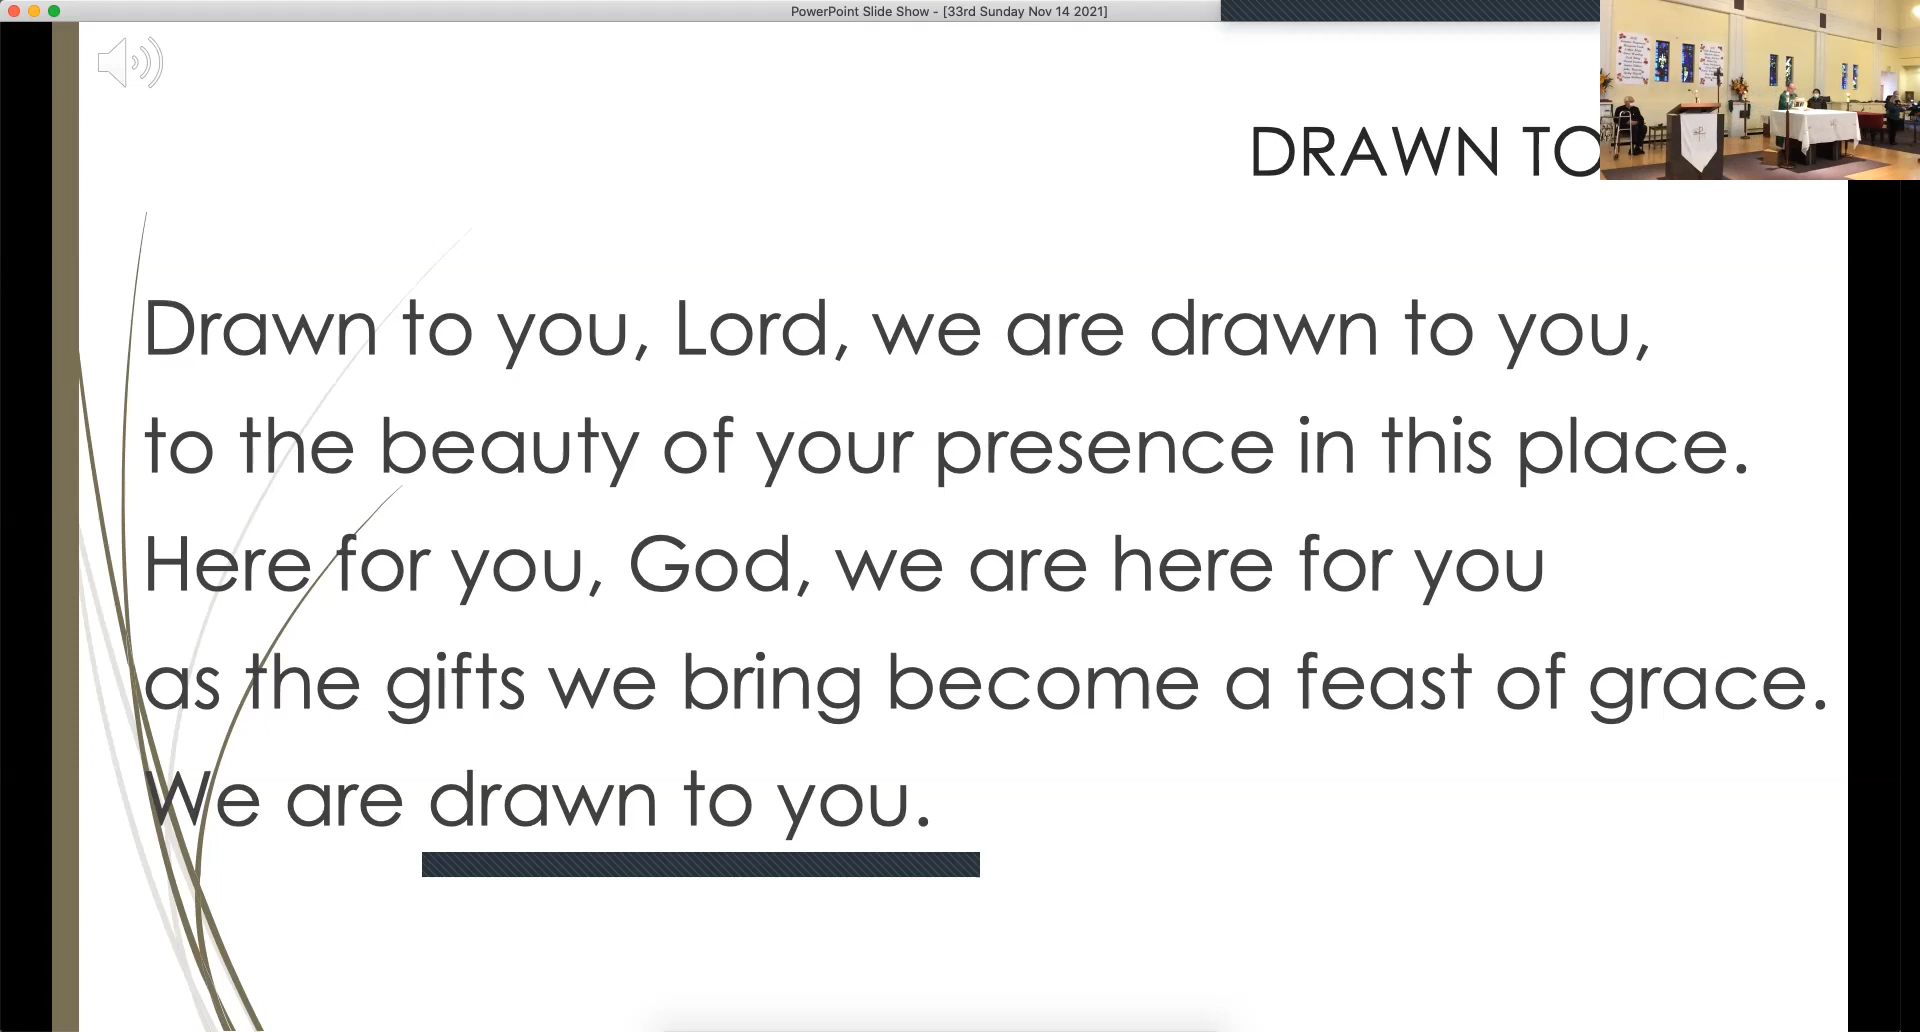 PowerPoint Slide Show - [33rd Sunday Nov 14 2021]
DRAWN TO
Drawn to you, Lord, we are drawn to you,
to the beauty of your presence in this place.
Here for you, God, we are here for you
as the gifts we bring become a feast of grace.
We are drawn to you.